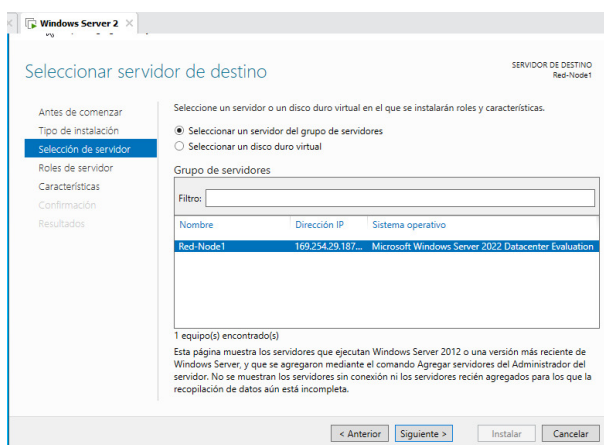 Windows Server 2
Seleccionar servidor de destino
SERVIDOR DE DESTINO
Red-Node1
Antes de comenzar
Tipo de instalación
Selección de servidor
Roles de servidor
Características
Confirmación
Resultados
Seleccione un servidor o un disco duro virtual en el que se instalarán roles y características.
Seleccionar un servidor del grupo de servidores
Seleccionar un disco duro virtual
Grupo de servidores
Filtro:
Nombre Dirección IP Sistema operativo
Red-Node1 169.254.29.187... Microsoft Windows Server 2022 Datacenter Evaluation
1 equipo(s) encontrado(s)
Esta página muestra los servidores que ejecutan Windows Server 2012 o una versión más reciente de
Windows Server, y que se agregaron mediante el comando Agregar servidores del Administrador del
servidor. No se muestran los servidores sin conexión ni los servidores recién agregados para los que la
recopilación de datos aún está incompleta.
< Anterior Siguiente > Instalar Cancelar